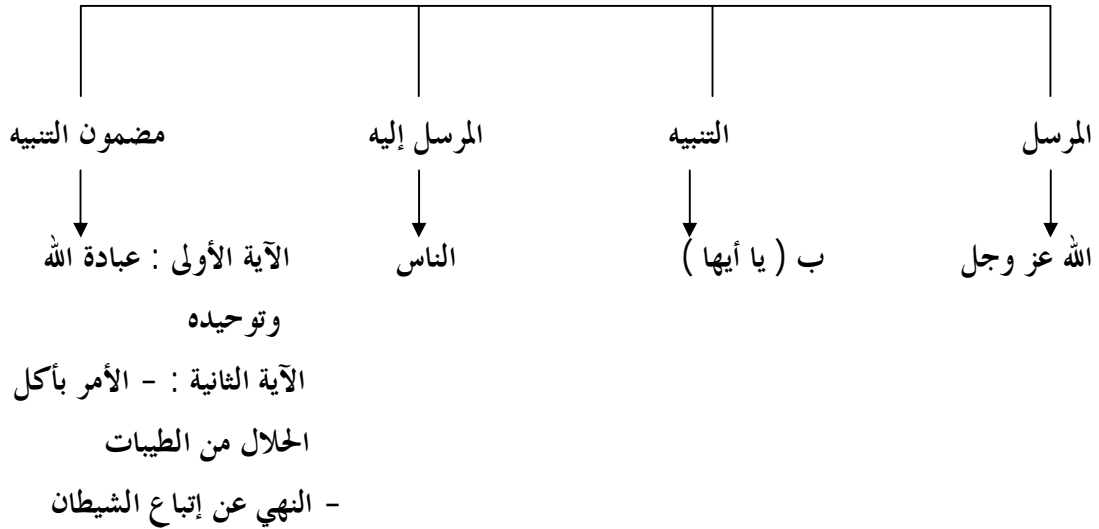 المرسل التنبيه المرسل إليه مضمون التنبيه
الله عز وجل ب ( يا أيها ) الناس الآية الأولى : عبادة الله
وتوحيده
الآية الثانية : - الأمر بأكل
الحلال من الطيبات
- النهي عن إتباع الشيطان